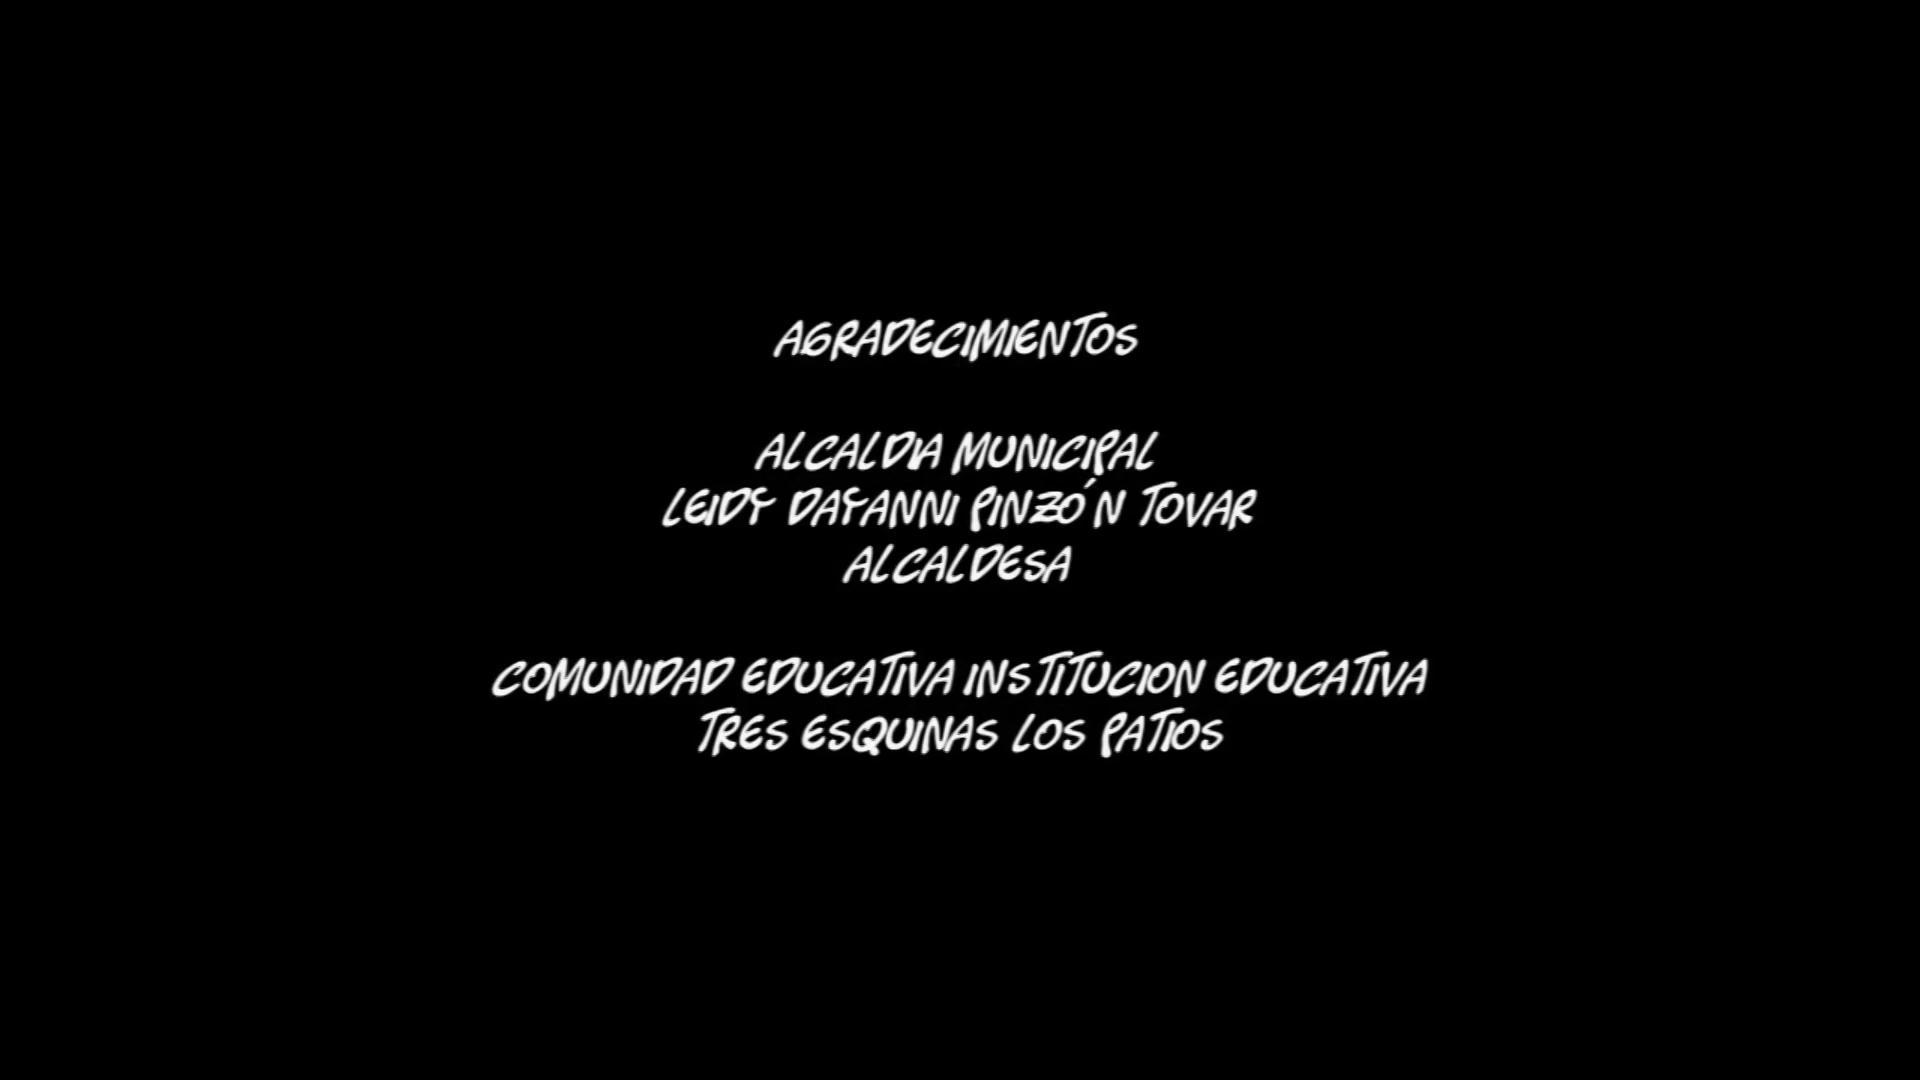 AGRADECIMIENTOS
ALCALDIA MUNICIPAL
LEIDY DAYANNI PINZÓN TOVAR
ALCALDESA
COMUNIDAD EDUCATIVA INSTITUCION EDUCATIVA
TRES ESQUINAS LOS PATIOS